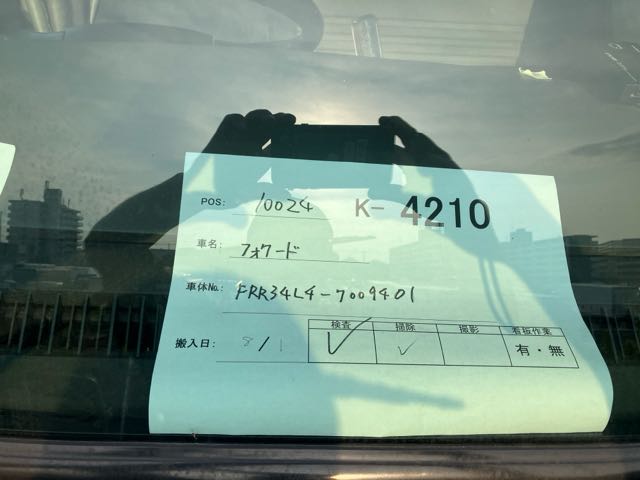 POS: 10024 K-4210
車名: フォワード
車体No.: FRR34L4-7009401
搬入日: 8/1
検査 掃除 撮影 看板作業
✓ ✓ 有・無